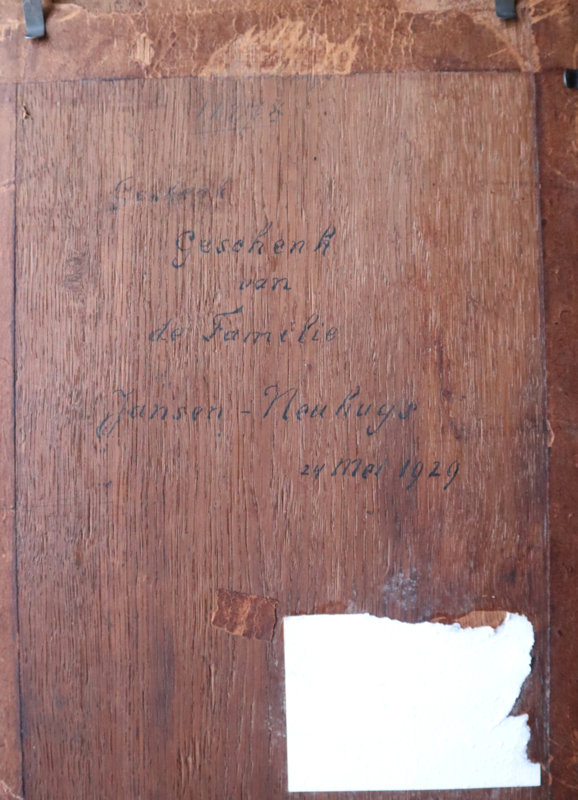 Geschenk
van
de Familie
Jansen - Neuhuys
24 Mei 1929